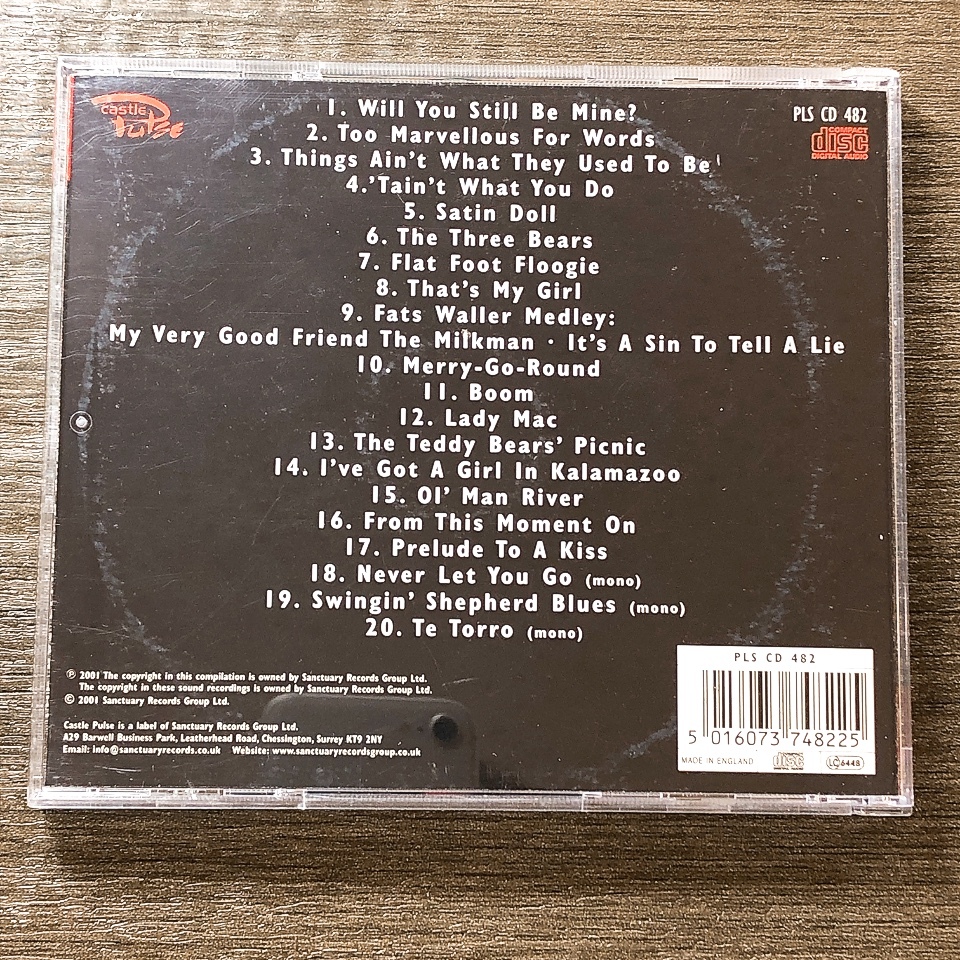 castle pulse
PLS CD 482
COMPACT
disc
DIGITAL AUDIO
1. Will You Still Be Mine?
2. Too Marvellous For Words
3. Things Ain't What They Used To Be
4.'Tain't What You Do
5. Satin Doll
6. The Three Bears
7. Flat Foot Floogie
8. That's My Girl
9. Fats Waller Medley:
My Very Good Friend The Milkman · It's A Sin To Tell A Lie
10. Merry-Go-Round
11. Boom
12. Lady Mac
13. The Teddy Bears' Picnic
14. I've Got A Girl In Kalamazoo
15. Ol' Man River
16. From This Moment On
17. Prelude To A Kiss
18. Never Let You Go (mono)
19. Swingin' Shepherd Blues (mono)
20. Te Torro (mono)
℗ 2001 The copyright in this compilation is owned by Sanctuary Records Group Ltd.
The copyright in these sound recordings is owned by Sanctuary Records Group Ltd.
© 2001 Sanctuary Records Group Ltd.
Castle Pulse is a label of Sanctuary Records Group Ltd.
A29 Barwell Business Park, Leatherhead Road, Chessington, Surrey KT9 2NY
Email: info@sanctuaryrecords.co.uk Website: www.sanctuaryrecordsgroup.co.uk
PLS CD 482
5 016073 748225
MADE IN ENGLAND
disc
DIGITAL AUDIO
LC 6448